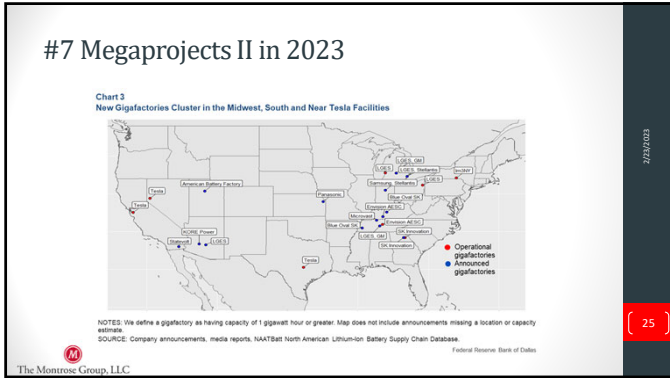 #7 Megaprojects II in 2023
2/23/2023
Chart 3
New Gigafactories Cluster in the Midwest, South and Near Tesla Facilities
LGES, GM
LGES
LGES, Stellantis
LGES
American Battery Factory
Samsung, Stellantis
Tesla
Panasonic
Blue Oval SK
Tesla
Envision AESC
Microvast
Envision AESC
Blue Oval SK
KORE Power
SK Innovation
Statevolt
LGES
LGES, GM
SK Innovation
Tesla
Operational
gigafactories
Announced
gigafactories
NOTES: We define a gigafactory as having capacity of 1 gigawatt hour or greater. Map does not include announcements missing a location or capacity
estimate.
SOURCE: Company announcements, media reports, NAATBatt North American Lithium-Ion Battery Supply Chain Database.
Federal Reserve Bank of Dallas
25
M
The Montrose Group, LLC